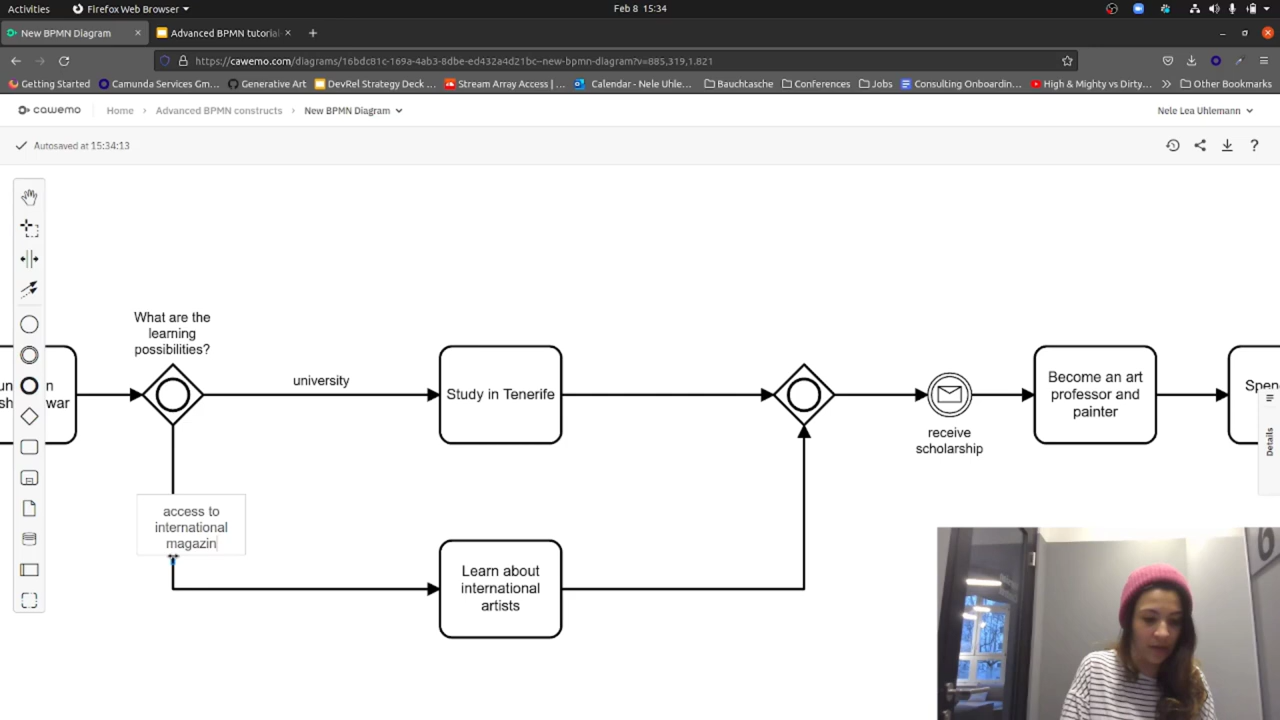 Activities
Firefox Web Browser
Feb 8 15:34
New BPMN Diagram
Advanced BPMN tutorial
https://cawemo.com/diagrams/16bdc81c-169a-4ab3-8dbe-ed432a4d21bc--new-bpmn-diagram?v=885,319,1.821
Getting Started
Camunda Services Gm…
Generative Art
DevRel Strategy Deck …
Stream Array Access | …
Calendar - Nele Uhle…
Bauchtasche
Conferences
Jobs
Consulting Onboardin…
High & Mighty vs Dirty…
Other Bookmarks
cawemo
Home
Advanced BPMN constructs
New BPMN Diagram
Nele Lea Uhlemann
Autosaved at 15:34:13
What are the
learning
possibilities?
war
university
Study in Tenerife
receive
scholarship
Become an art
professor and
painter
Details
access to
international
magazin
Learn about
international
artists